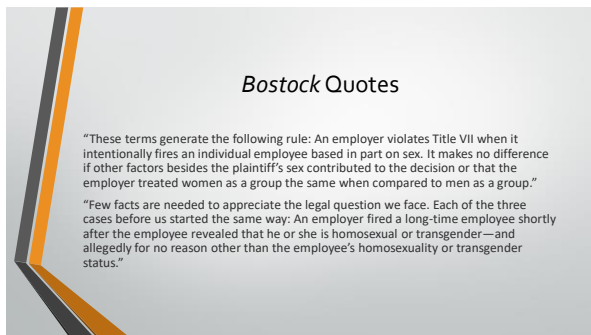 Bostock Quotes
“These terms generate the following rule: An employer violates Title VII when it
intentionally fires an individual employee based in part on sex. It makes no difference
if other factors besides the plaintiff’s sex contributed to the decision or that the
employer treated women as a group the same when compared to men as a group.”
“Few facts are needed to appreciate the legal question we face. Each of the three
cases before us started the same way: An employer fired a long-time employee shortly
after the employee revealed that he or she is homosexual or transgender—and
allegedly for no reason other than the employee’s homosexuality or transgender
status.”